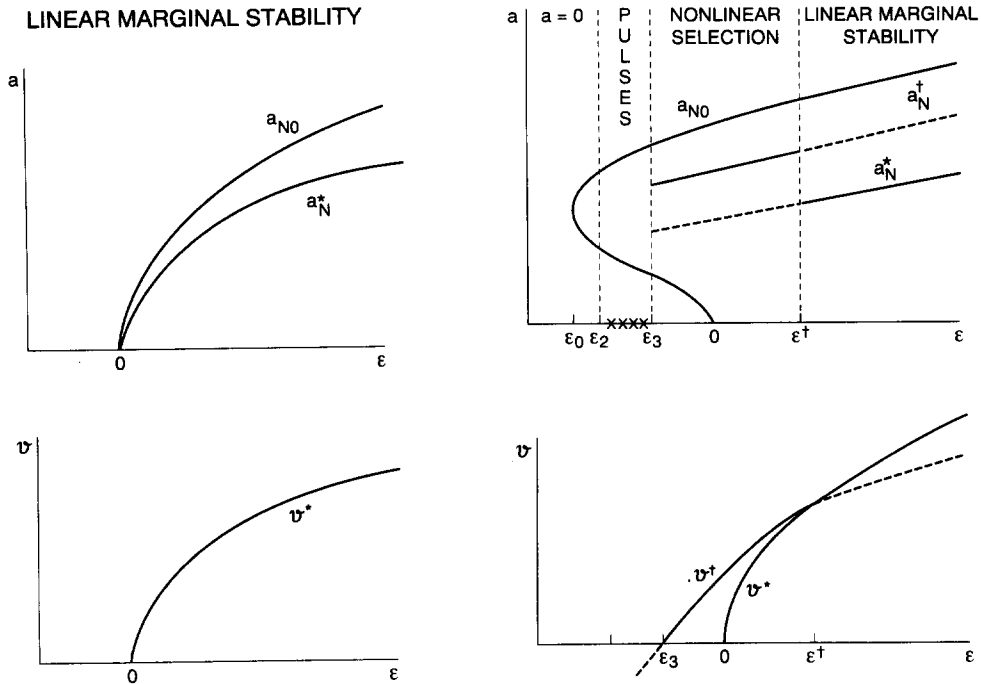 LINEAR MARGINAL STABILITY
a
a_N0
a*_N
0
ε
a
a = 0
PULSES
NONLINEAR
SELECTION
LINEAR MARGINAL
STABILITY
a_N0
a†_N
a*_N
ε₀ ε₂ ε₃ 0 ε† ε
v
v*
0
ε
v
v†
v*
ε₃ 0 ε† ε